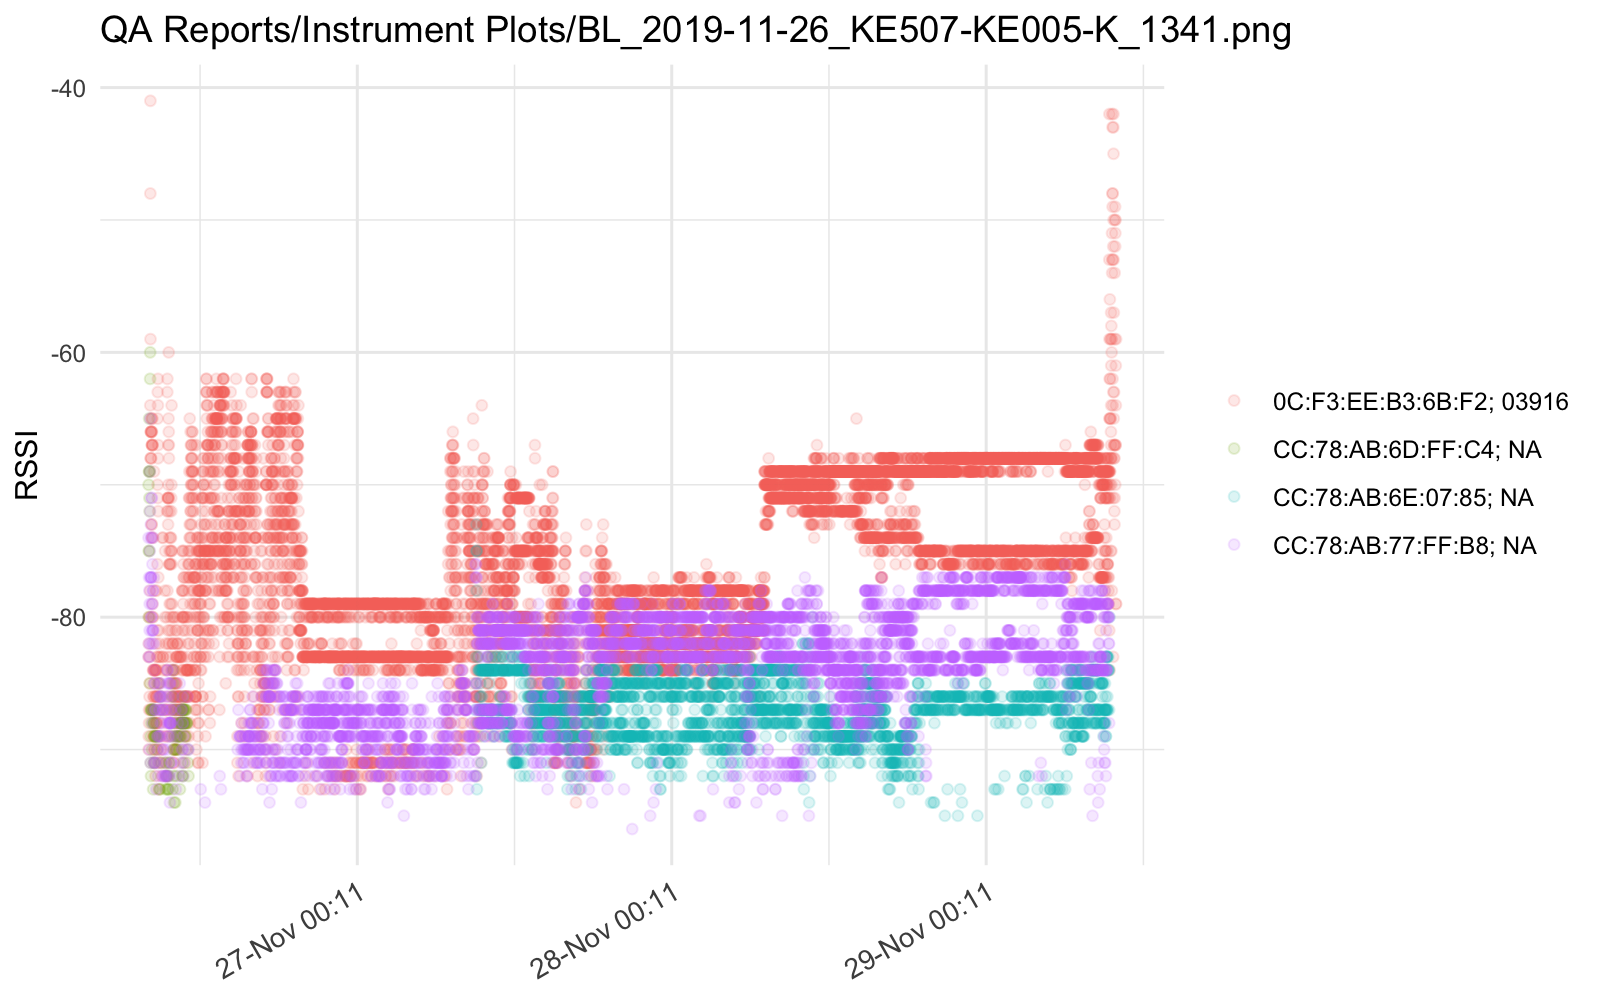 QA Reports/Instrument Plots/BL_2019-11-26_KE507-KE005-K_1341.png
-40
-60
-80
RSSI
0C:F3:EE:B3:6B:F2; 03916
CC:78:AB:6D:FF:C4; NA
CC:78:AB:6E:07:85; NA
CC:78:AB:77:FF:B8; NA
27-Nov 00:11
28-Nov 00:11
29-Nov 00:11